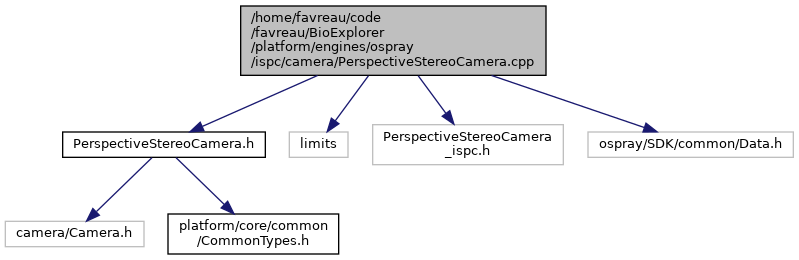 /home/favreau/code
/favreau/BioExplorer
/platform/engines/ospray
/ispc/camera/PerspectiveStereoCamera.cpp
PerspectiveStereoCamera.h
limits
PerspectiveStereoCamera
_ispc.h
ospray/SDK/common/Data.h
camera/Camera.h
platform/core/common
/CommonTypes.h